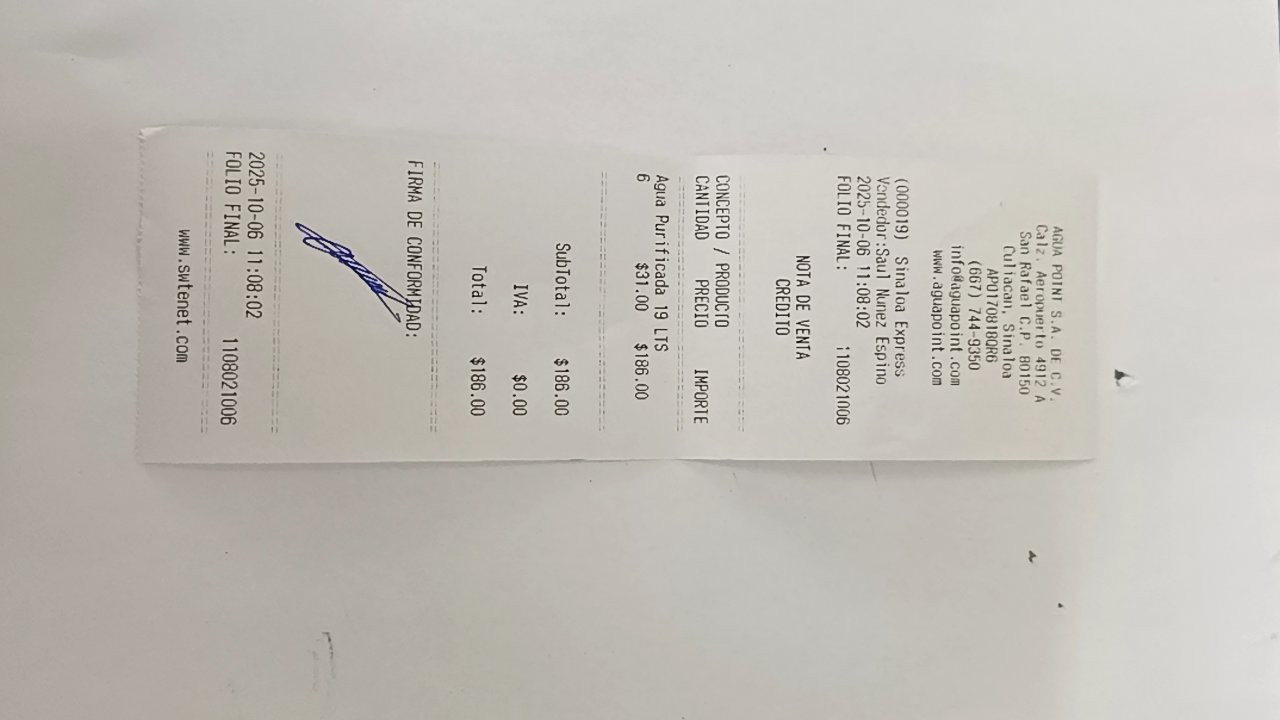 AGUA POINT S.A. DE C.V.
Calz. Aeropuerto 4912 A
San Rafael C.P. 80150
Culiacan, Sinaloa
APO170818QR6
(667) 744-9350
info@aguapoint.com
www.aguapoint.com
(000019) Sinaloa Express
Vendedor:Saul Nunez Espino
2025-10-06 11:08:02
FOLIO FINAL: 1108021006
NOTA DE VENTA
CREDITO
CONCEPTO / PRODUCTO
CANTIDAD PRECIO IMPORTE
Agua Purificada 19 LTS
6 $31.00 $186.00
SubTotal: $186.00
IVA: $0.00
Total: $186.00
FIRMA DE CONFORMIDAD:
2025-10-06 11:08:02
FOLIO FINAL: 1108021006
www.swtenet.com